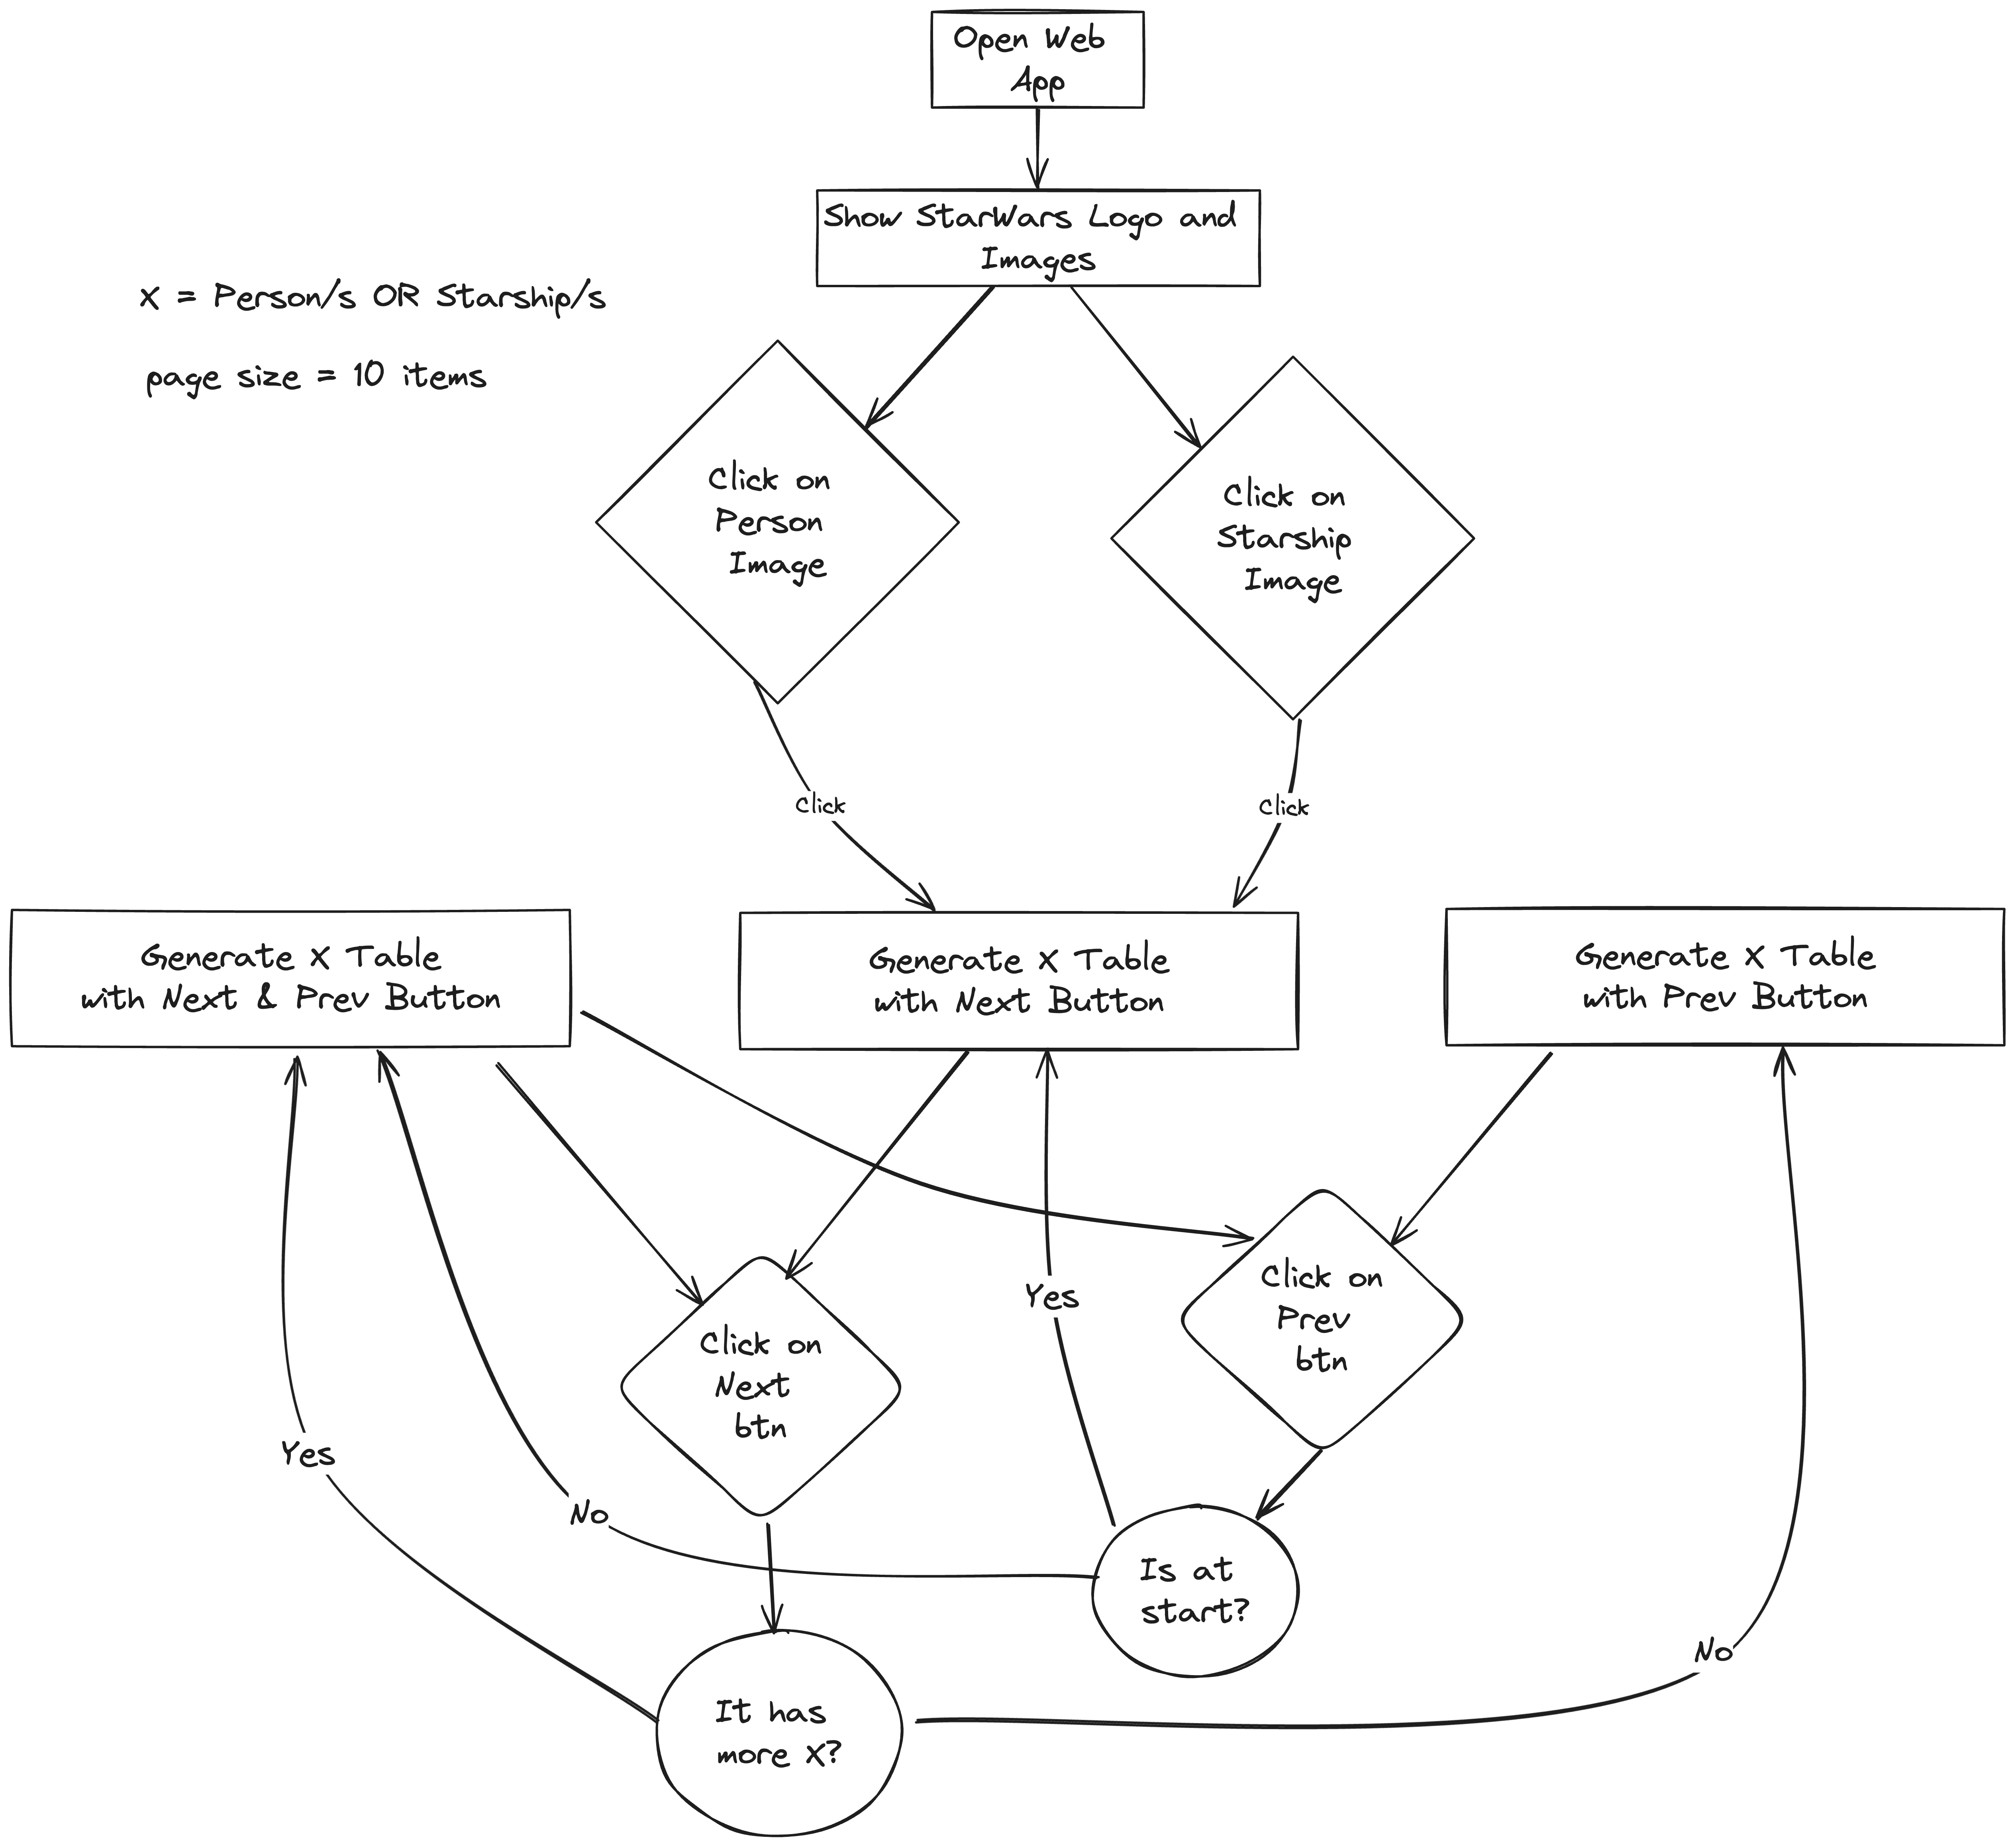 Open Web
App
Show StarWars Logo and
Images
X = Person/s OR Starship/s
page size = 10 items
Click on
Person
Image
Click on
Starship
Image
Click
Click
Generate X Table
with Next & Prev Button
Generate X Table
with Next Button
Generate X Table
with Prev Button
Click on
Prev
btn
Yes
Click on
Next
btn
Yes
No
Is at
start?
No
It has
more X?